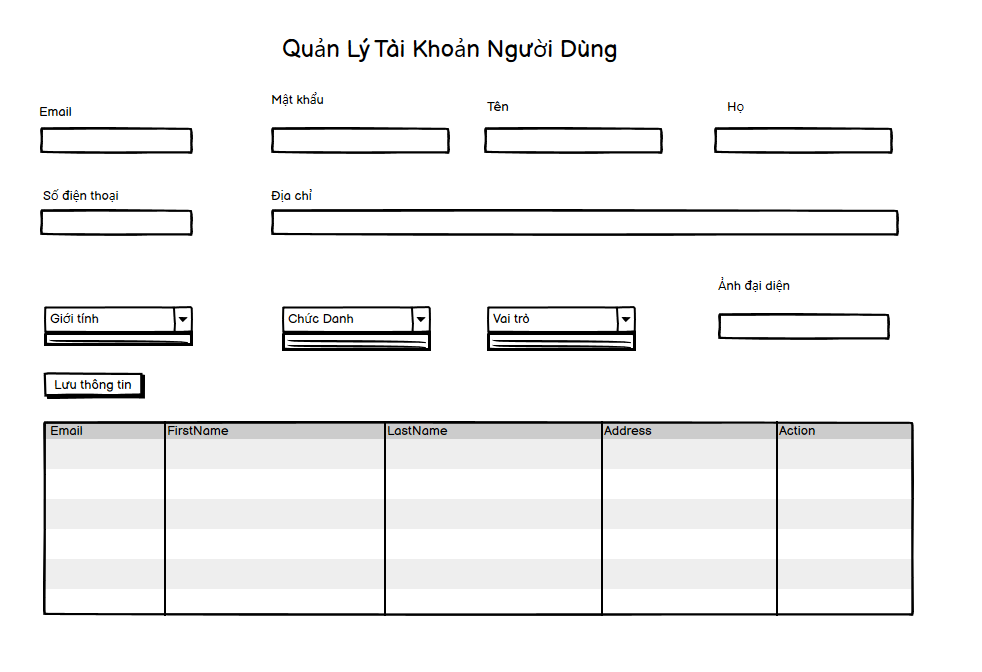 Quản Lý Tài Khoản Người Dùng
Email
Mật khẩu
Tên
Họ
Số điện thoại
Địa chỉ
Ảnh đại diện
Giới tính
Chức Danh
Vai trò
Lưu thông tin
Email FirstName LastName Address Action